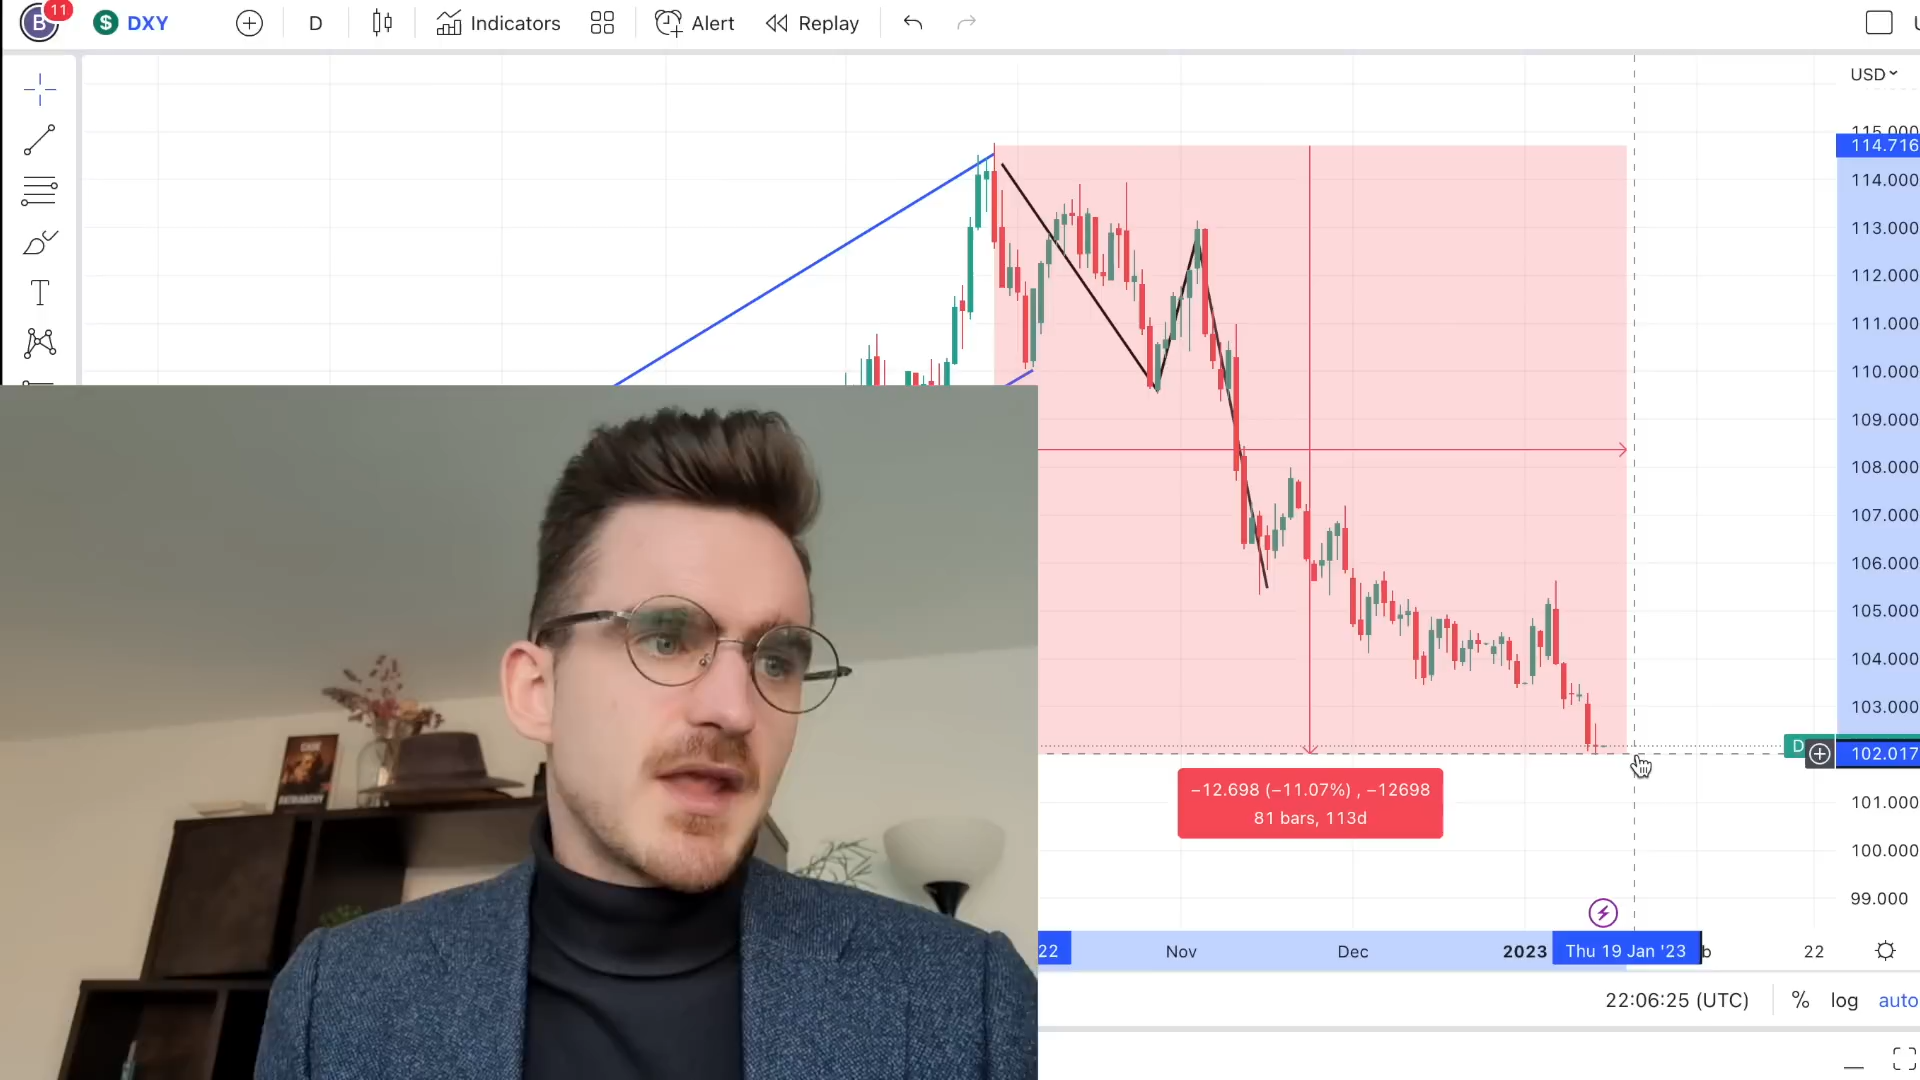 B
11
$
DXY
D
Indicators
Alert
Replay
USD
115.000
114.716
114.000
113.000
112.000
111.000
110.000
109.000
108.000
107.000
106.000
105.000
104.000
103.000
D
102.017
101.000
100.000
99.000
−12.698 (−11.07%) , −12698
81 bars, 113d
22
Nov
Dec
2023
Thu 19 Jan '23
b
22
22:06:25 (UTC)
%
log
auto
T
PATRIARCHY